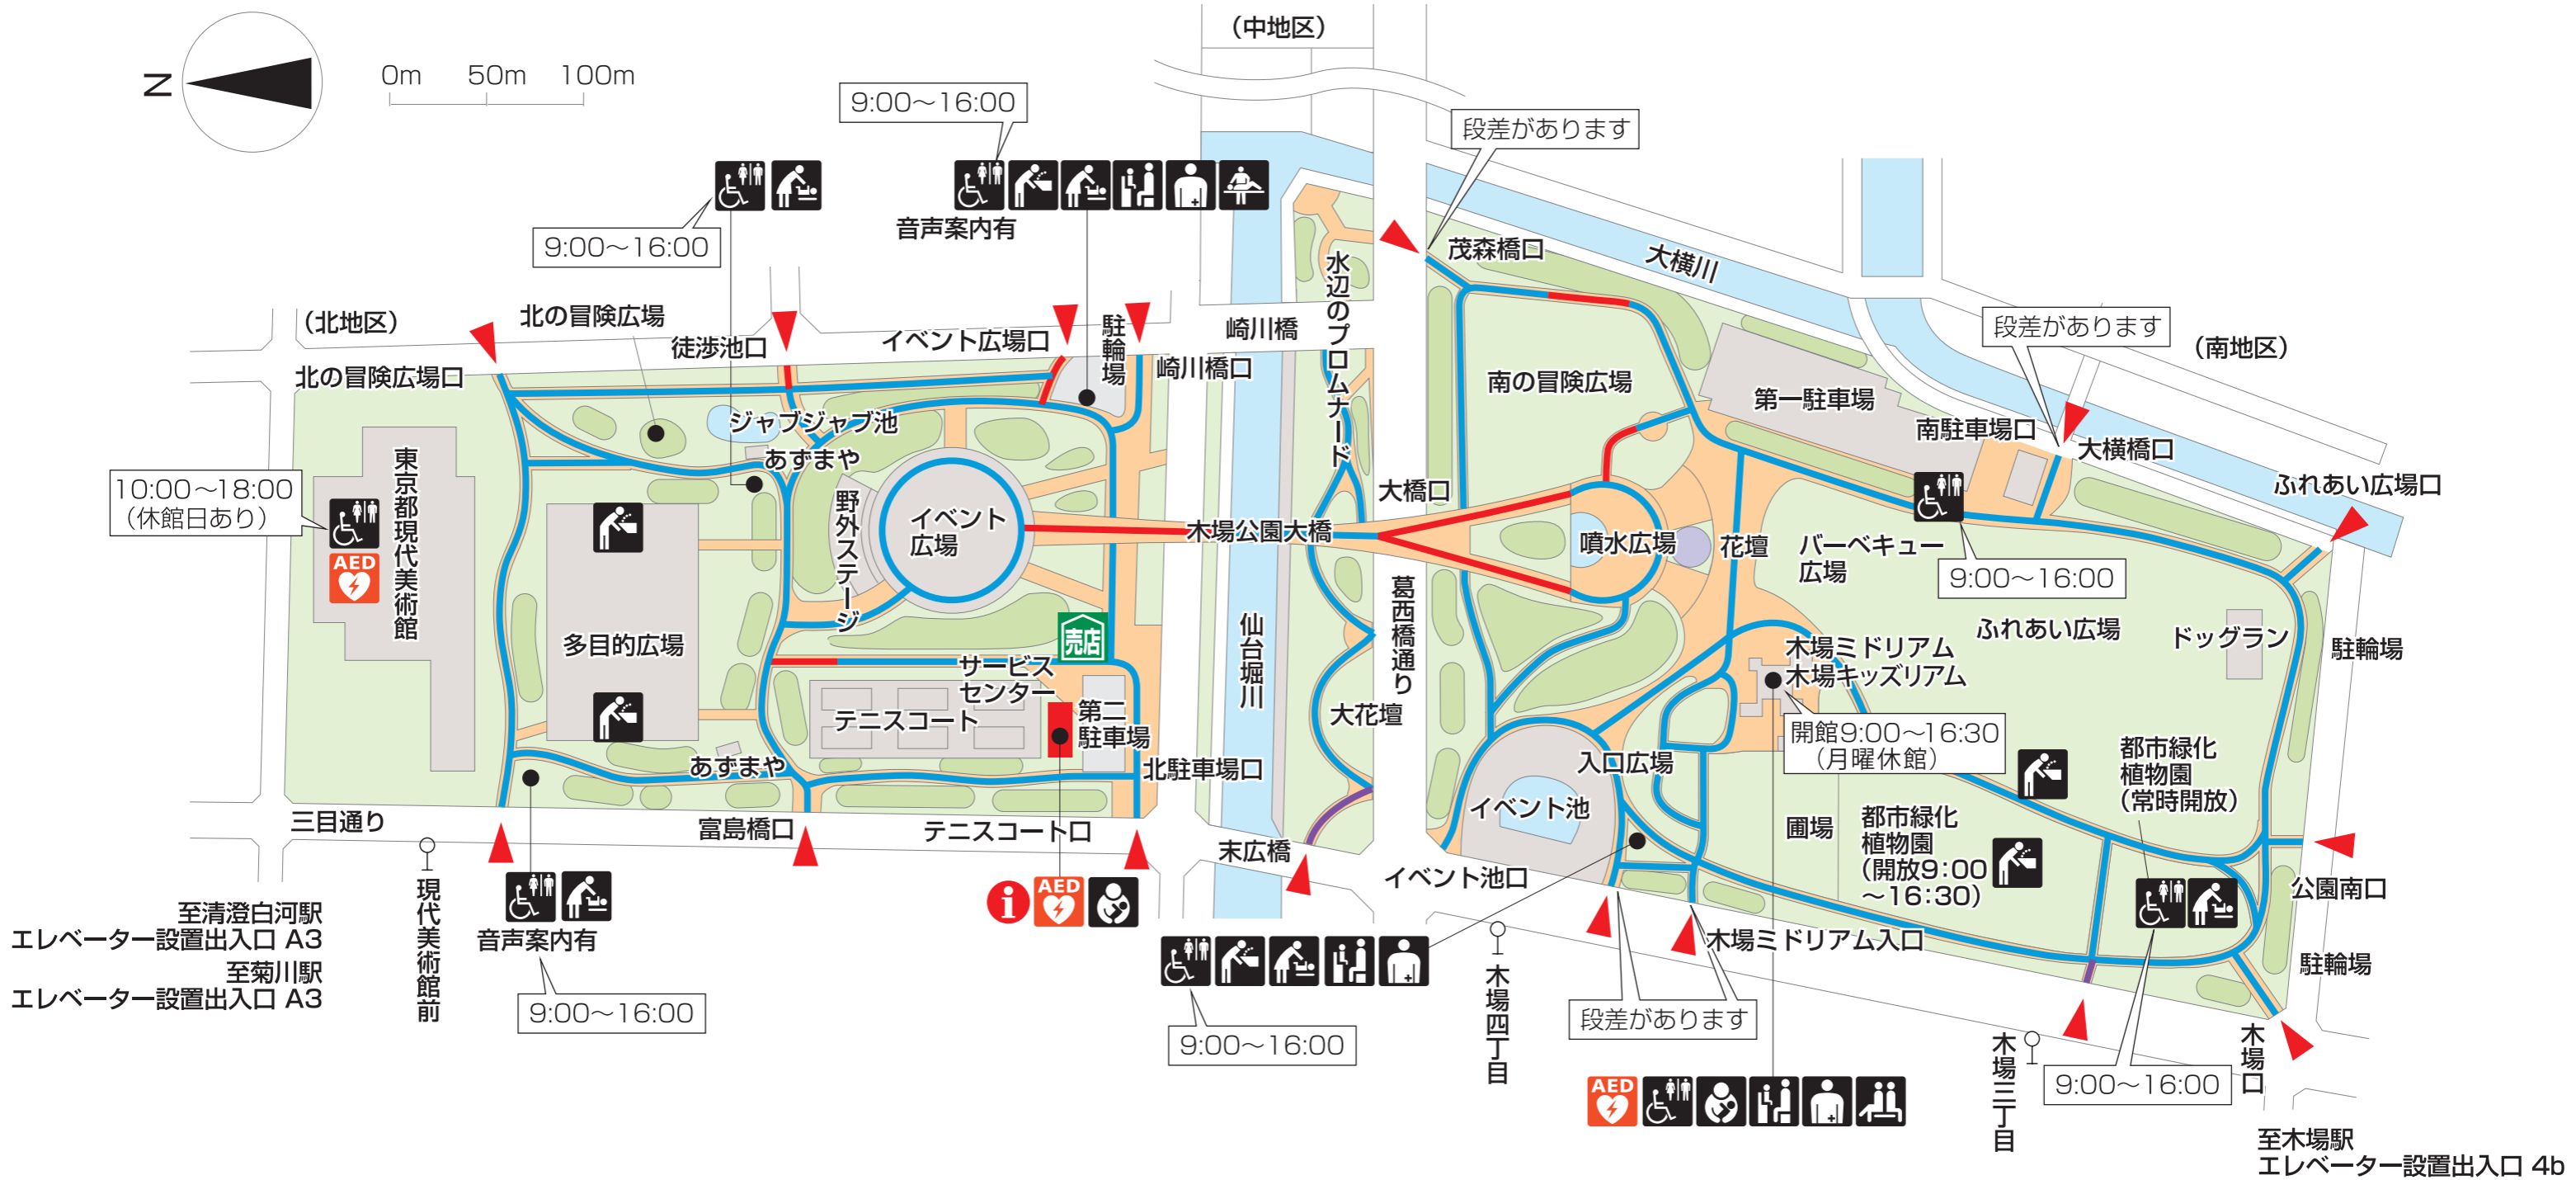 N
0m 50m 100m
(中地区)
9:00〜16:00
段差があります
音声案内有
9:00〜16:00
茂森橋口
大横川
水辺のプロムナード
段差があります
(北地区)
北の冒険広場
徒渉池口
イベント広場口
駐輪場
崎川橋
崎川橋口
(南地区)
北の冒険広場口
南の冒険広場
第一駐車場
ジャブジャブ池
南駐車場口
大横橋口
あずまや
東京都現代美術館
10:00〜18:00
(休館日あり)
AED
野外ステージ
イベント
広場
大橋口
ふれあい広場口
木場公園大橋
噴水広場
花壇
バーベキュー
広場
9:00〜16:00
葛西橋通り
仙台堀川
売店
多目的広場
ふれあい広場
ドッグラン
駐輪場
木場ミドリアム
木場キッズリアム
サービス
センター
テニスコート
第二
駐車場
大花壇
開館9:00〜16:30
(月曜休館)
入口広場
都市緑化
植物園
(常時開放)
あずまや
北駐車場口
イベント池
圃場
都市緑化
植物園
(開放9:00
〜16:30)
三目通り
富島橋口
テニスコート口
末広橋
イベント池口
公園南口
現代美術館前
AED
至清澄白河駅
エレベーター設置出入口 A3
至菊川駅
エレベーター設置出入口 A3
音声案内有
9:00〜16:00
木場ミドリアム入口
駐輪場
木場四丁目
段差があります
9:00〜16:00
木場三丁目
9:00〜16:00
木場口
AED
至木場駅
エレベーター設置出入口 4b